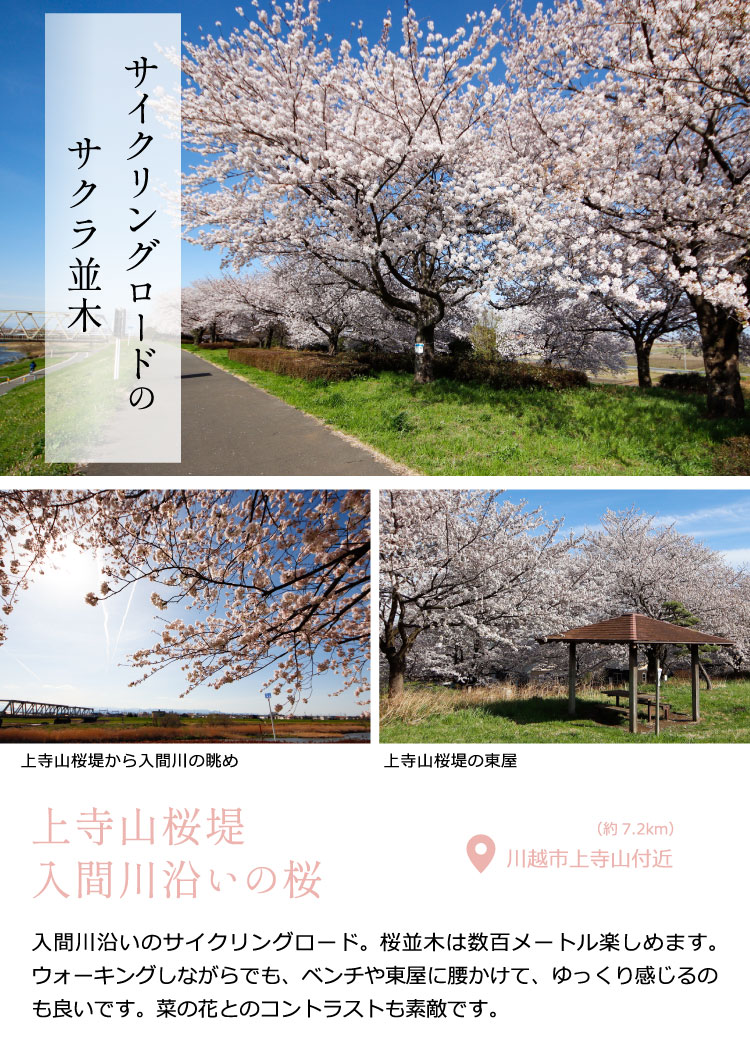 サイクリングロードの
サクラ並木
上寺山桜堤から入間川の眺め
上寺山桜堤の東屋
上寺山桜堤
入間川沿いの桜
（約 7.2km）
川越市上寺山付近
入間川沿いのサイクリングロード。桜並木は数百メートル楽しめます。
ウォーキングしながらでも、ベンチや東屋に腰かけて、ゆっくり感じるの
も良いです。菜の花とのコントラストも素敵です。